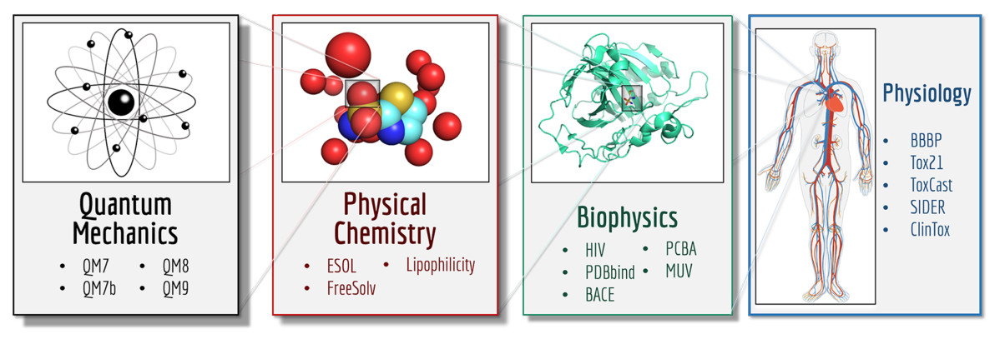 Quantum
Mechanics
• QM7 • QM8
• QM7b • QM9
Physical
Chemistry
• ESOL • Lipophilicity
• FreeSolv
Biophysics
• HIV • PCBA
• PDBbind • MUV
• BACE
Physiology
• BBBP
• Tox21
• ToxCast
• SIDER
• ClinTox